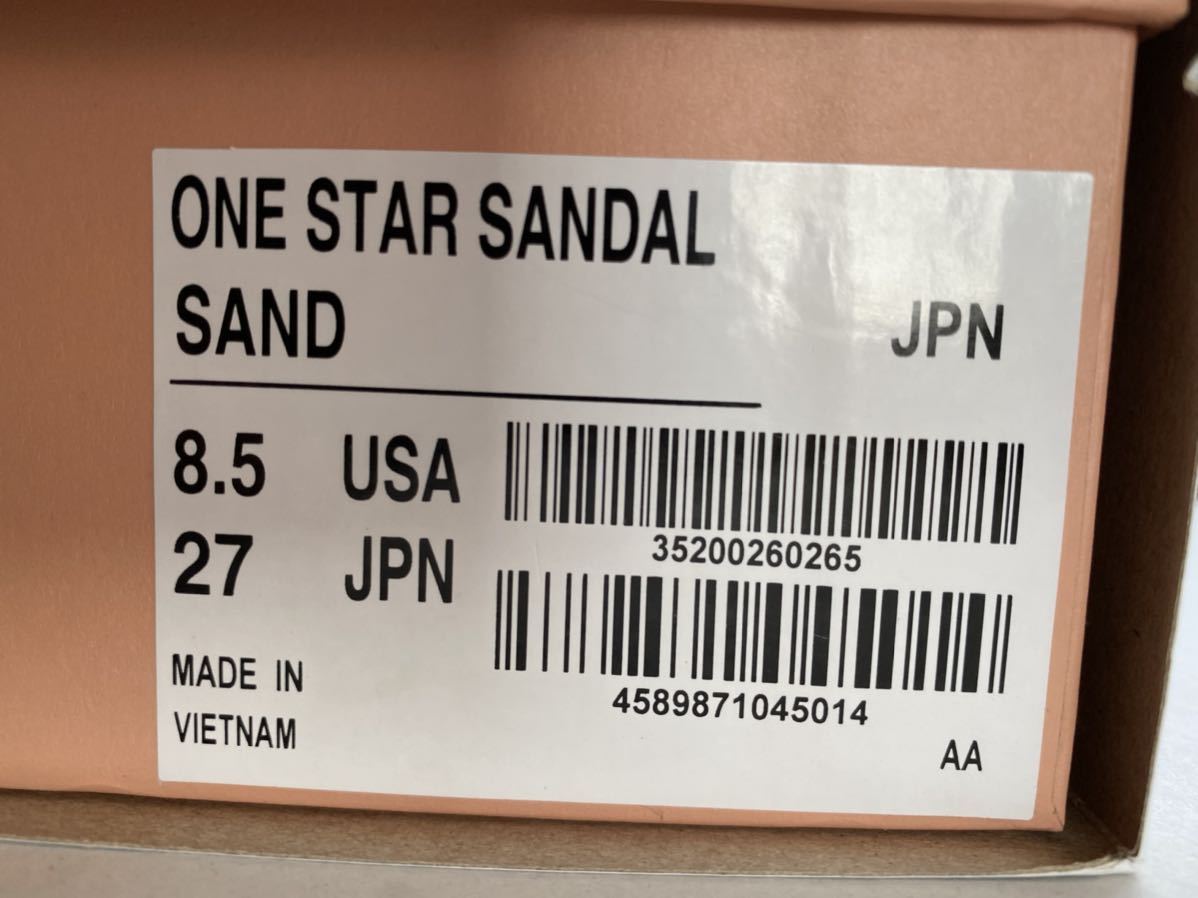 ONE STAR SANDAL
SAND
JPN
8.5 USA
27 JPN
35200260265
4589871045014
MADE IN
VIETNAM
AA